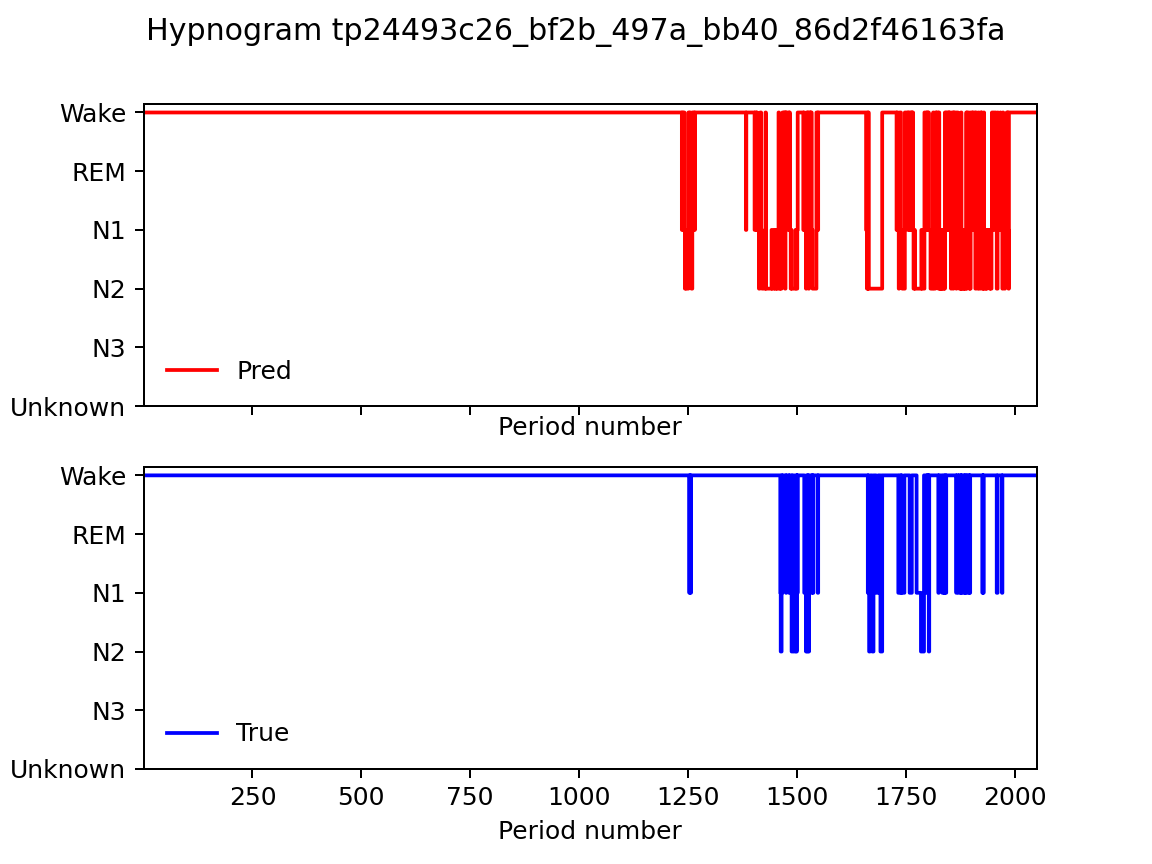 Hypnogram tp24493c26_bf2b_497a_bb40_86d2f46163fa
Wake
REM
N1
N2
N3
Unknown
Pred
Period number
Wake
REM
N1
N2
N3
Unknown
True
250 500 750 1000 1250 1500 1750 2000
Period number